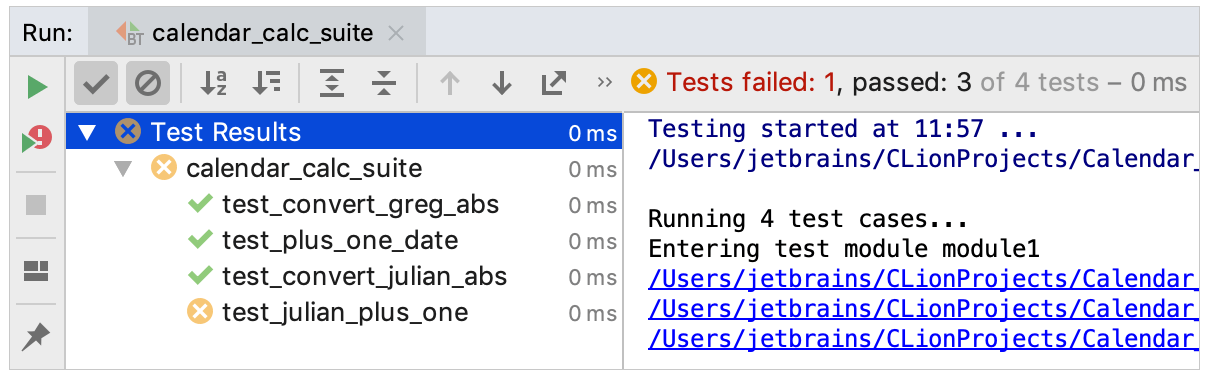 Run: calendar_calc_suite
Tests failed: 1, passed: 3 of 4 tests – 0 ms
Test Results 0 ms
calendar_calc_suite 0 ms
test_convert_greg_abs 0 ms
test_plus_one_date 0 ms
test_convert_julian_abs 0 ms
test_julian_plus_one 0 ms
Testing started at 11:57 ...
/Users/jetbrains/CLionProjects/Calendar_
Running 4 test cases...
Entering test module module1
/Users/jetbrains/CLionProjects/Calendar_
/Users/jetbrains/CLionProjects/Calendar_
/Users/jetbrains/CLionProjects/Calendar_